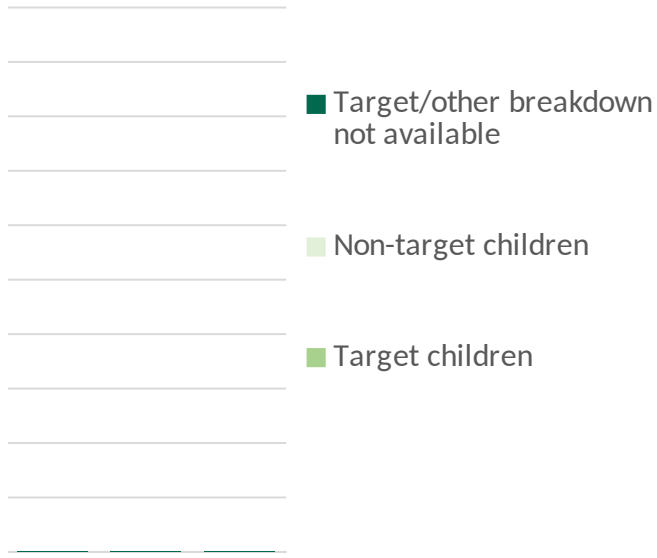 Target/other breakdown
not available
Non-target children
Target children